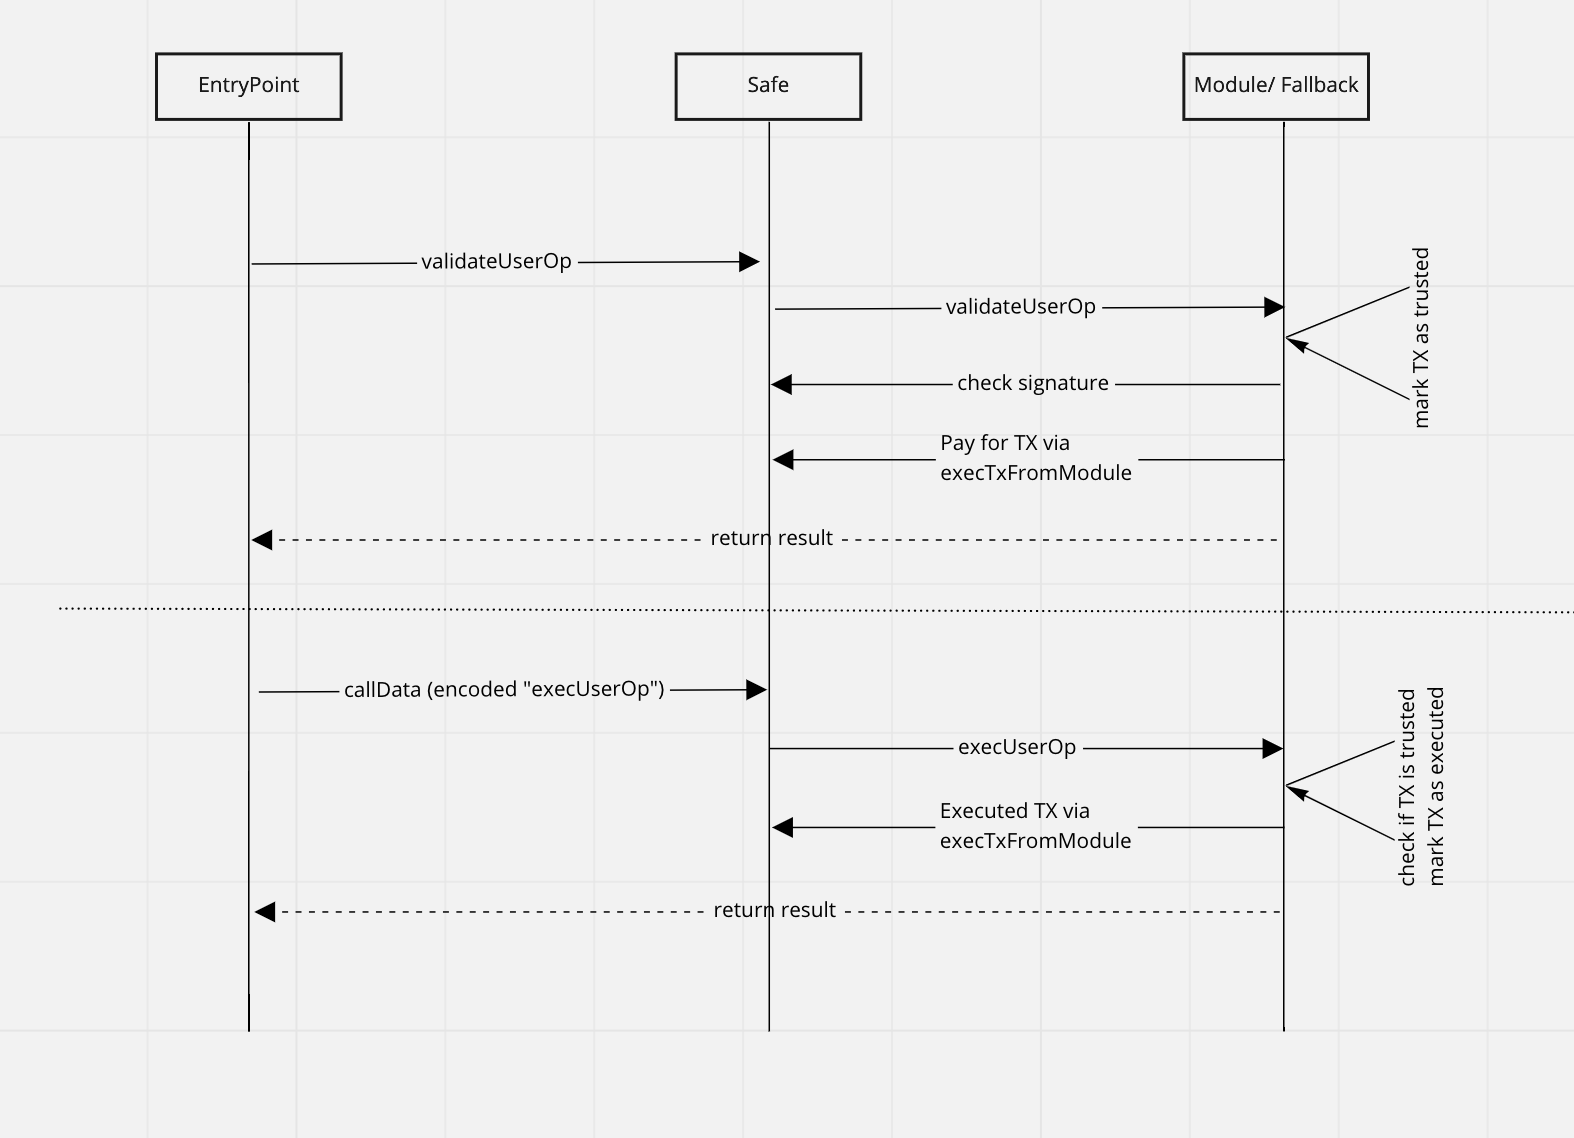 EntryPoint
Safe
Module/ Fallback
validateUserOp
validateUserOp
mark TX as trusted
check signature
Pay for TX via
execTxFromModule
return result
callData (encoded "execUserOp")
execUserOp
check if TX is trusted
mark TX as executed
Executed TX via
execTxFromModule
return result